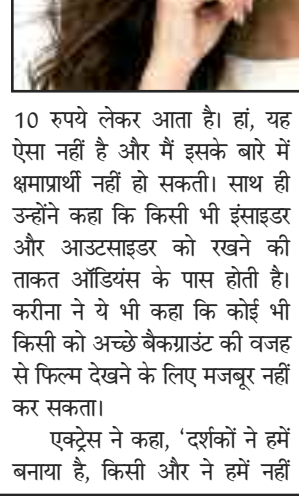 10 रुपये लेकर आता है। हां, यह
ऐसा नहीं है और मैं इसके बारे में
क्षमाप्रार्थी नहीं हो सकती। साथ ही
उन्होंने कहा कि किसी भी इंसाइडर
और आउटसाइडर को रखने की
ताकत ऑडियंस के पास होती है।
करीना ने ये भी कहा कि कोई भी
किसी को अच्छे बैकग्राउंट की वजह
से फिल्म देखने के लिए मजबूर नहीं
कर सकता।
एक्ट्रेस ने कहा, ‘दर्शकों ने हमें
बनाया है, किसी और ने हमें नहीं